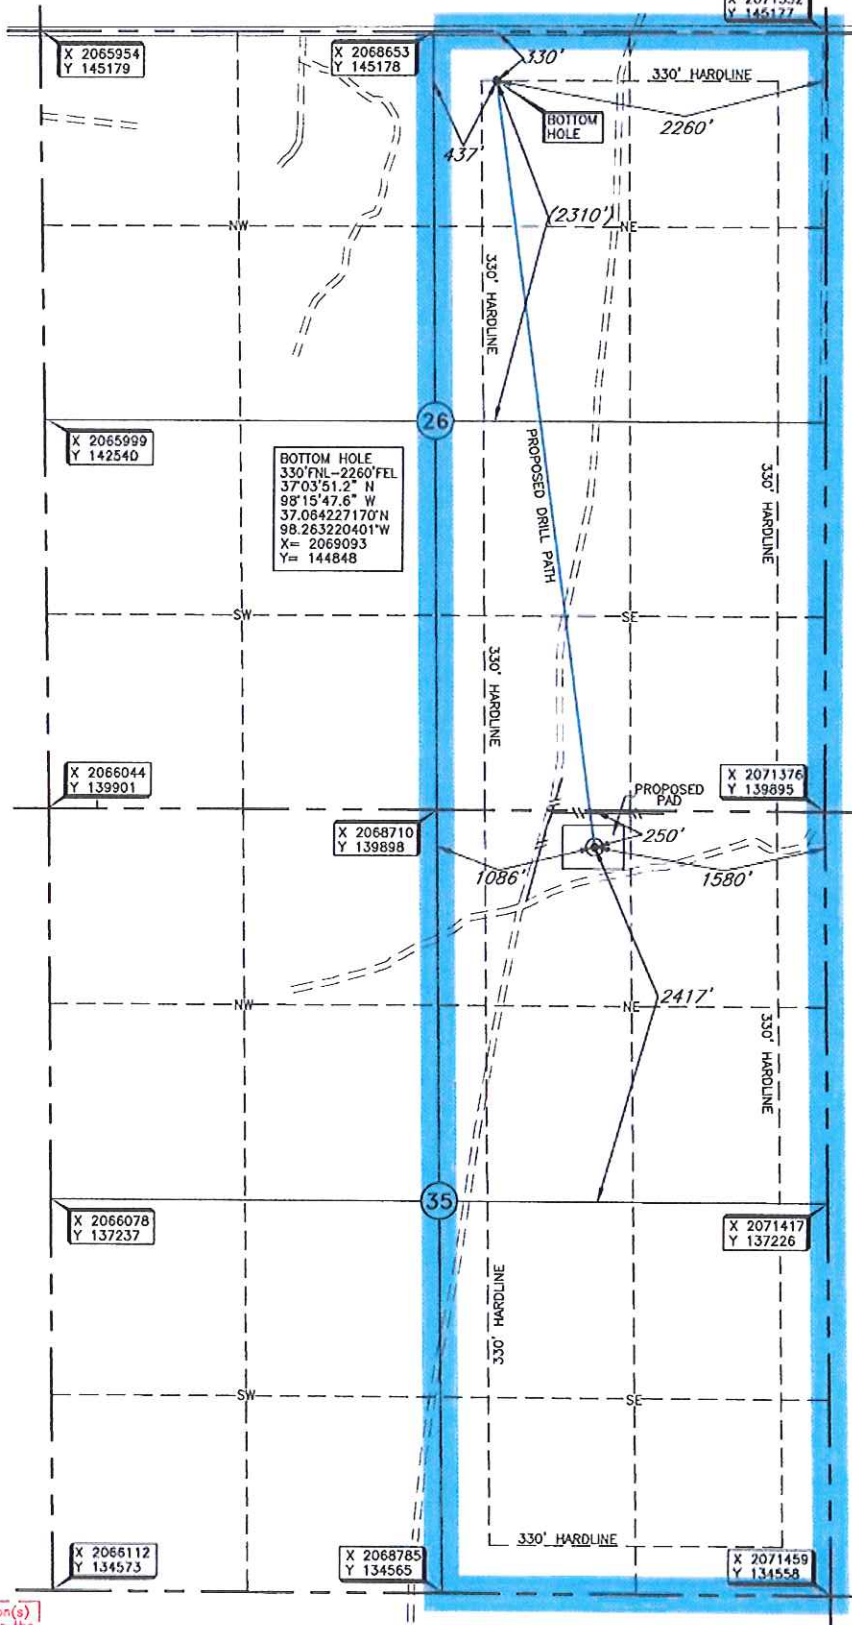 Y 145177
X 2065954
Y 145179
X 2068653
Y 145178
330'
330' HARDLINE
BOTTOM
HOLE
2260'
437'
(2310')
NW
NE
330' HARDLINE
26
X 2065999
Y 142540
BOTTOM HOLE
330'FNL-2260'FEL
37°03'51.2" N
98°15'47.6" W
37.064227170°N
98.263220401°W
X= 2069093
Y= 144848
PROPOSED DRILL PATH
330' HARDLINE
SW
SE
330' HARDLINE
X 2066044
Y 139901
X 2071376
Y 139895
PROPOSED
PAD
X 2068710
Y 139898
250'
1086'
1580'
NW
NE
2417'
330' HARDLINE
35
X 2066078
Y 137237
X 2071417
Y 137226
330' HARDLINE
SW
SE
330' HARDLINE
X 2066112
Y 134573
X 2068785
Y 134565
X 2071459
Y 134558
on(s)